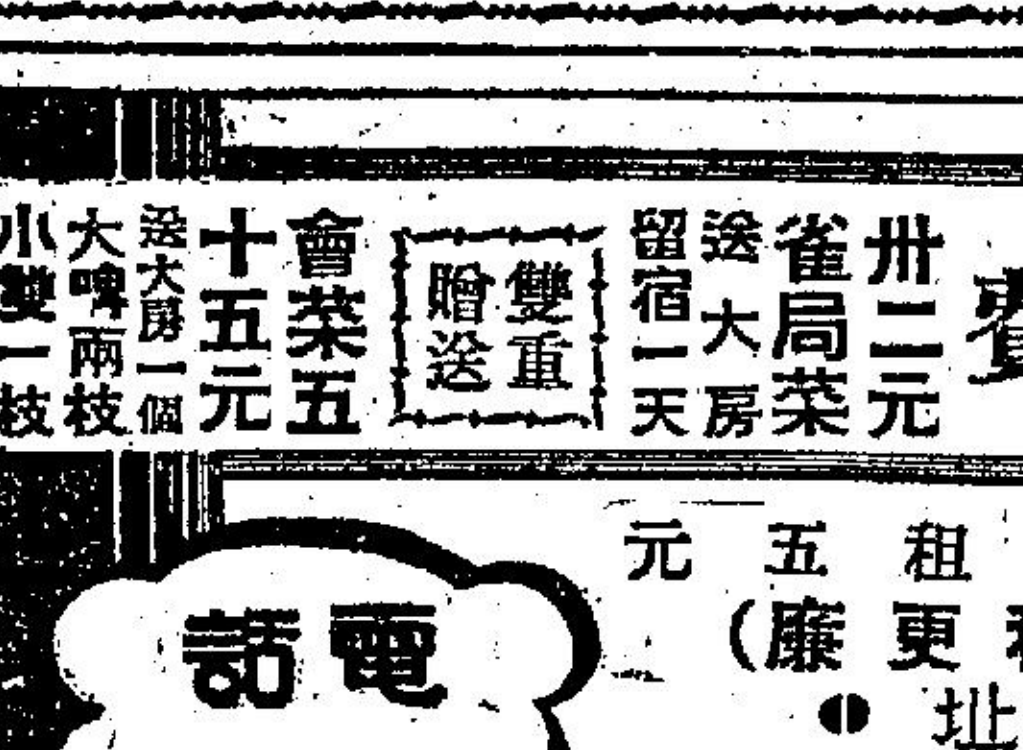 費
卅二元
雀局菜
送大房
留宿一天
雙重
贈送
會菜五
十五元
送大房一個
大啤兩枝
小雙一枝
租五元
更廉(
址
電話